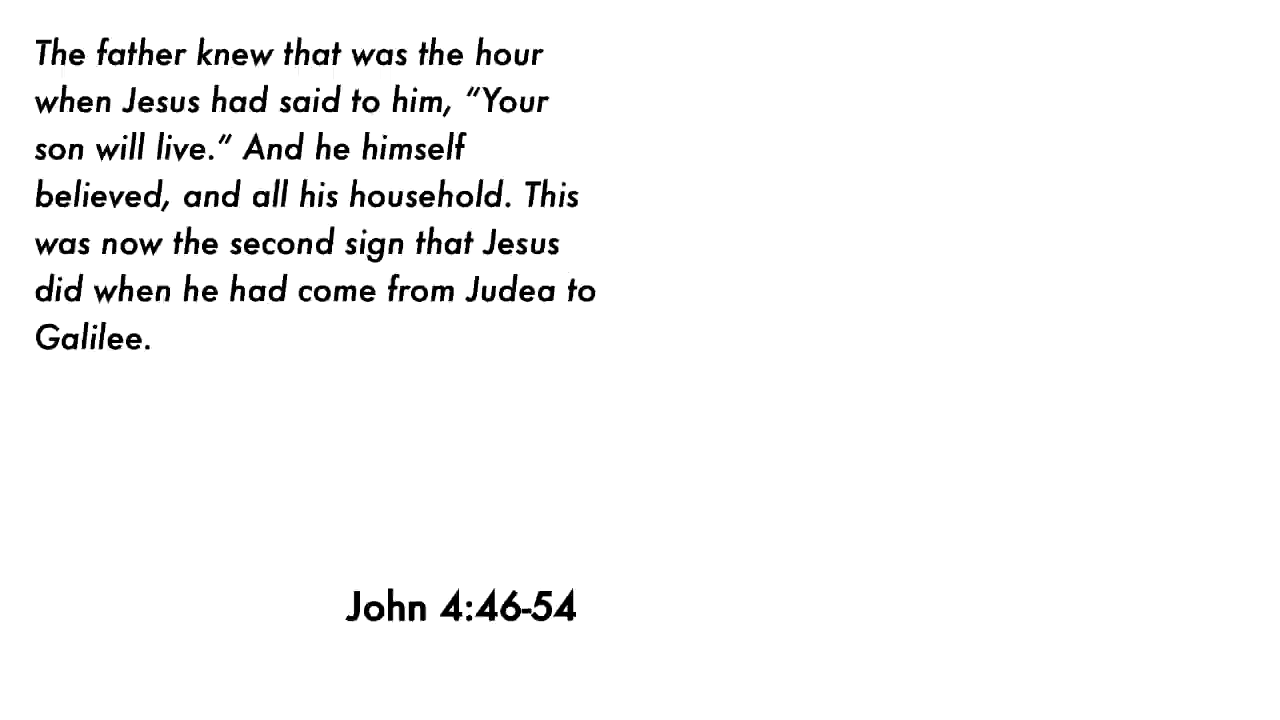 The father knew that was the hour
when Jesus had said to him, “Your
son will live.” And he himself
believed, and all his household. This
was now the second sign that Jesus
did when he had come from Judea to
Galilee.
John 4:46-54